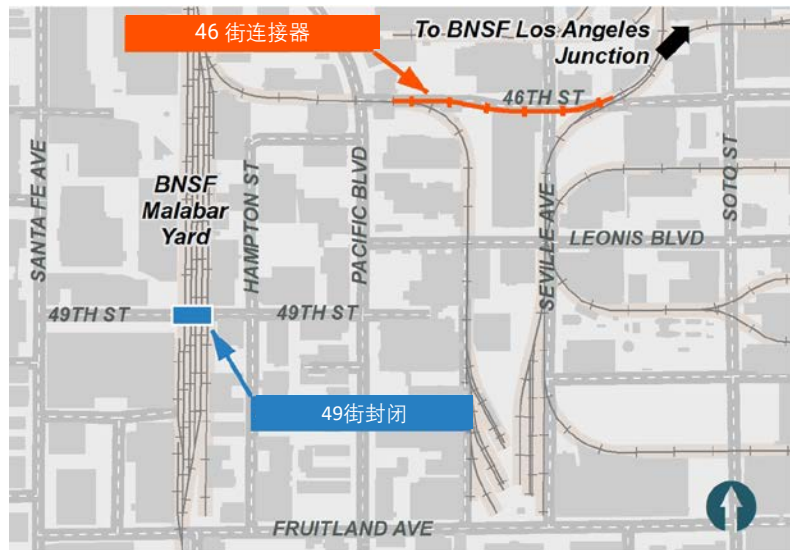 46 街连接器
To BNSF Los Angeles
Junction
46TH ST
SANTA FE AVE
BNSF
Malabar
Yard
HAMPTON ST
PACIFIC BLVD
SEVILLE AVE
SOTO ST
LEONIS BLVD
49TH ST
49TH ST
49街封闭
FRUITLAND AVE